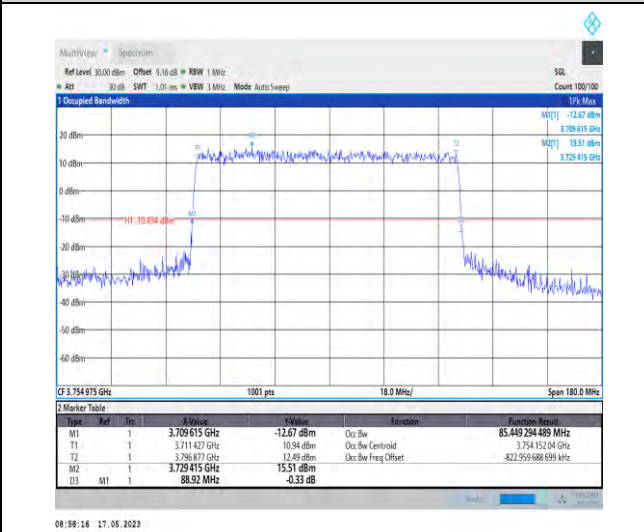 MultiView Spectrum
Ref Level 30.00 dBm Offset 9.16 dB RBW 1 MHz SGL
Att 30 dB SWT 1.01 ms VBW 3 MHz Mode Auto Sweep Count 100/100
1 Occupied Bandwidth 1Pk Max
M1[1] -12.67 dBm
3.709 615 GHz
20 dBm
M2[1] 15.51 dBm
3.729 415 GHz
T1 M2 T2
10 dBm
0 dBm
-10 dBm H1 -10.494 dBm M1
-20 dBm
-30 dBm
-40 dBm
-50 dBm
-60 dBm
CF 3.754 975 GHz 1001 pts 18.0 MHz/ Span 180.0 MHz
2 Marker Table
Type Ref Trc X-Value Y-Value Function Function Result
M1 1 3.709 615 GHz -12.67 dBm Occ Bw 85.449 294 489 MHz
T1 1 3.711 427 GHz 10.94 dBm Occ Bw Centroid 3.754 152 04 GHz
T2 1 3.796 877 GHz 12.49 dBm Occ Bw Freq Offset -822.959 688 699 kHz
M2 1 3.729 415 GHz 15.51 dBm
D3 M1 1 88.92 MHz -0.33 dB
08:58:16 17.05.2023